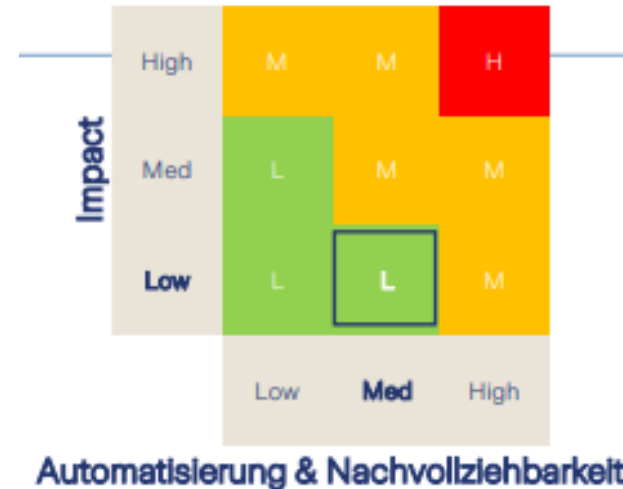 High M M H
Impact
Med L M M
Low L L M
Low Med High
Automatisierung & Nachvollziehbarkeit